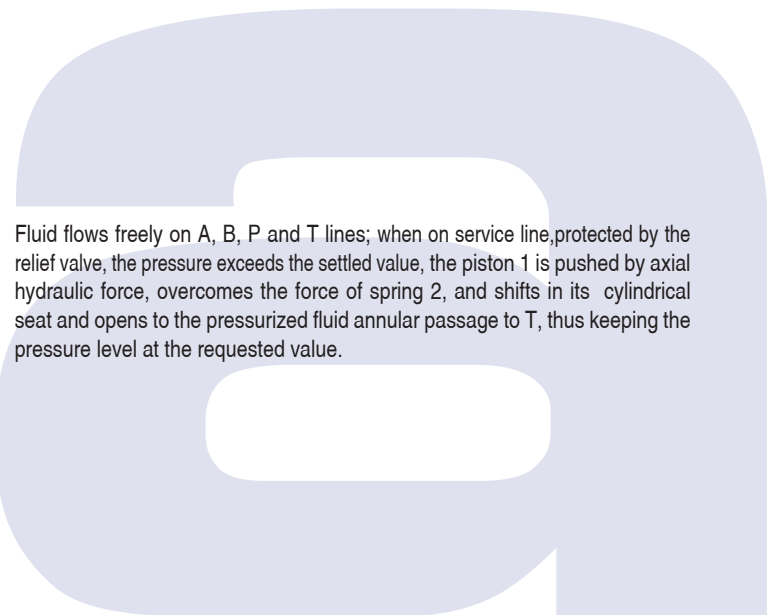 Fluid flows freely on A, B, P and T lines; when on service line,protected by the
relief valve, the pressure exceeds the settled value, the piston 1 is pushed by axial
hydraulic force, overcomes the force of spring 2, and shifts in its  cylindrical
seat and opens to the pressurized fluid annular passage to T, thus keeping the
pressure level at the requested value.